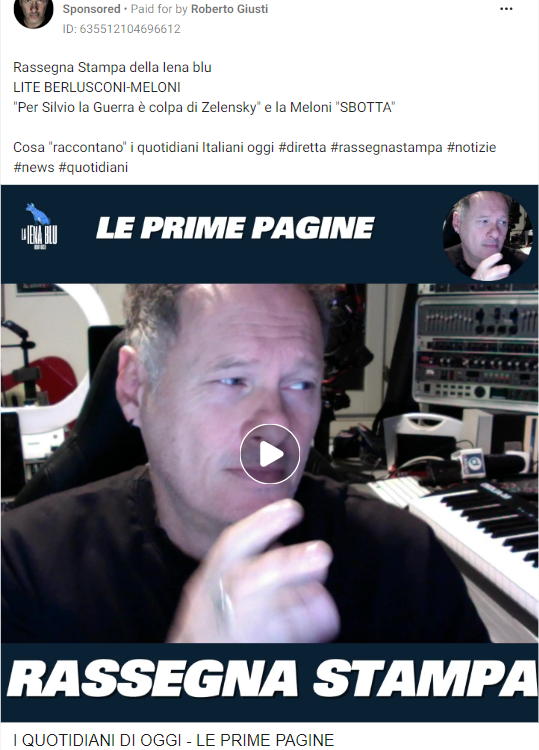 Sponsored • Paid for by Roberto Giusti
ID: 635512104696612
Rassegna Stampa della Iena blu
LITE BERLUSCONI-MELONI
"Per Silvio la Guerra è colpa di Zelensky" e la Meloni "SBOTTA"
Cosa "raccontano" i quotidiani Italiani oggi #diretta #rassegnastampa #notizie
#news #quotidiani
LA IENA BLU
LE PRIME PAGINE
RASSEGNA STAMPA
I QUOTIDIANI DI OGGI - LE PRIME PAGINE